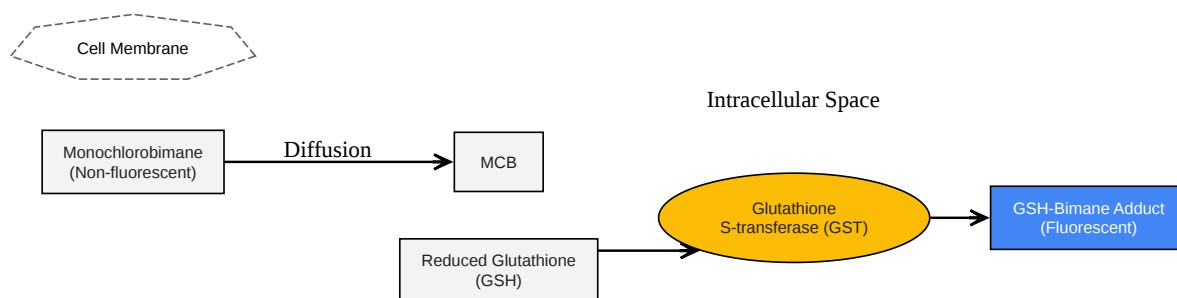 Cell Membrane
Intracellular Space
Monochlorobimane
(Non-fluorescent)
Diffusion
MCB
Glutathione
S-transferase (GST)
GSH-Bimane Adduct
(Fluorescent)
Reduced Glutathione
(GSH)